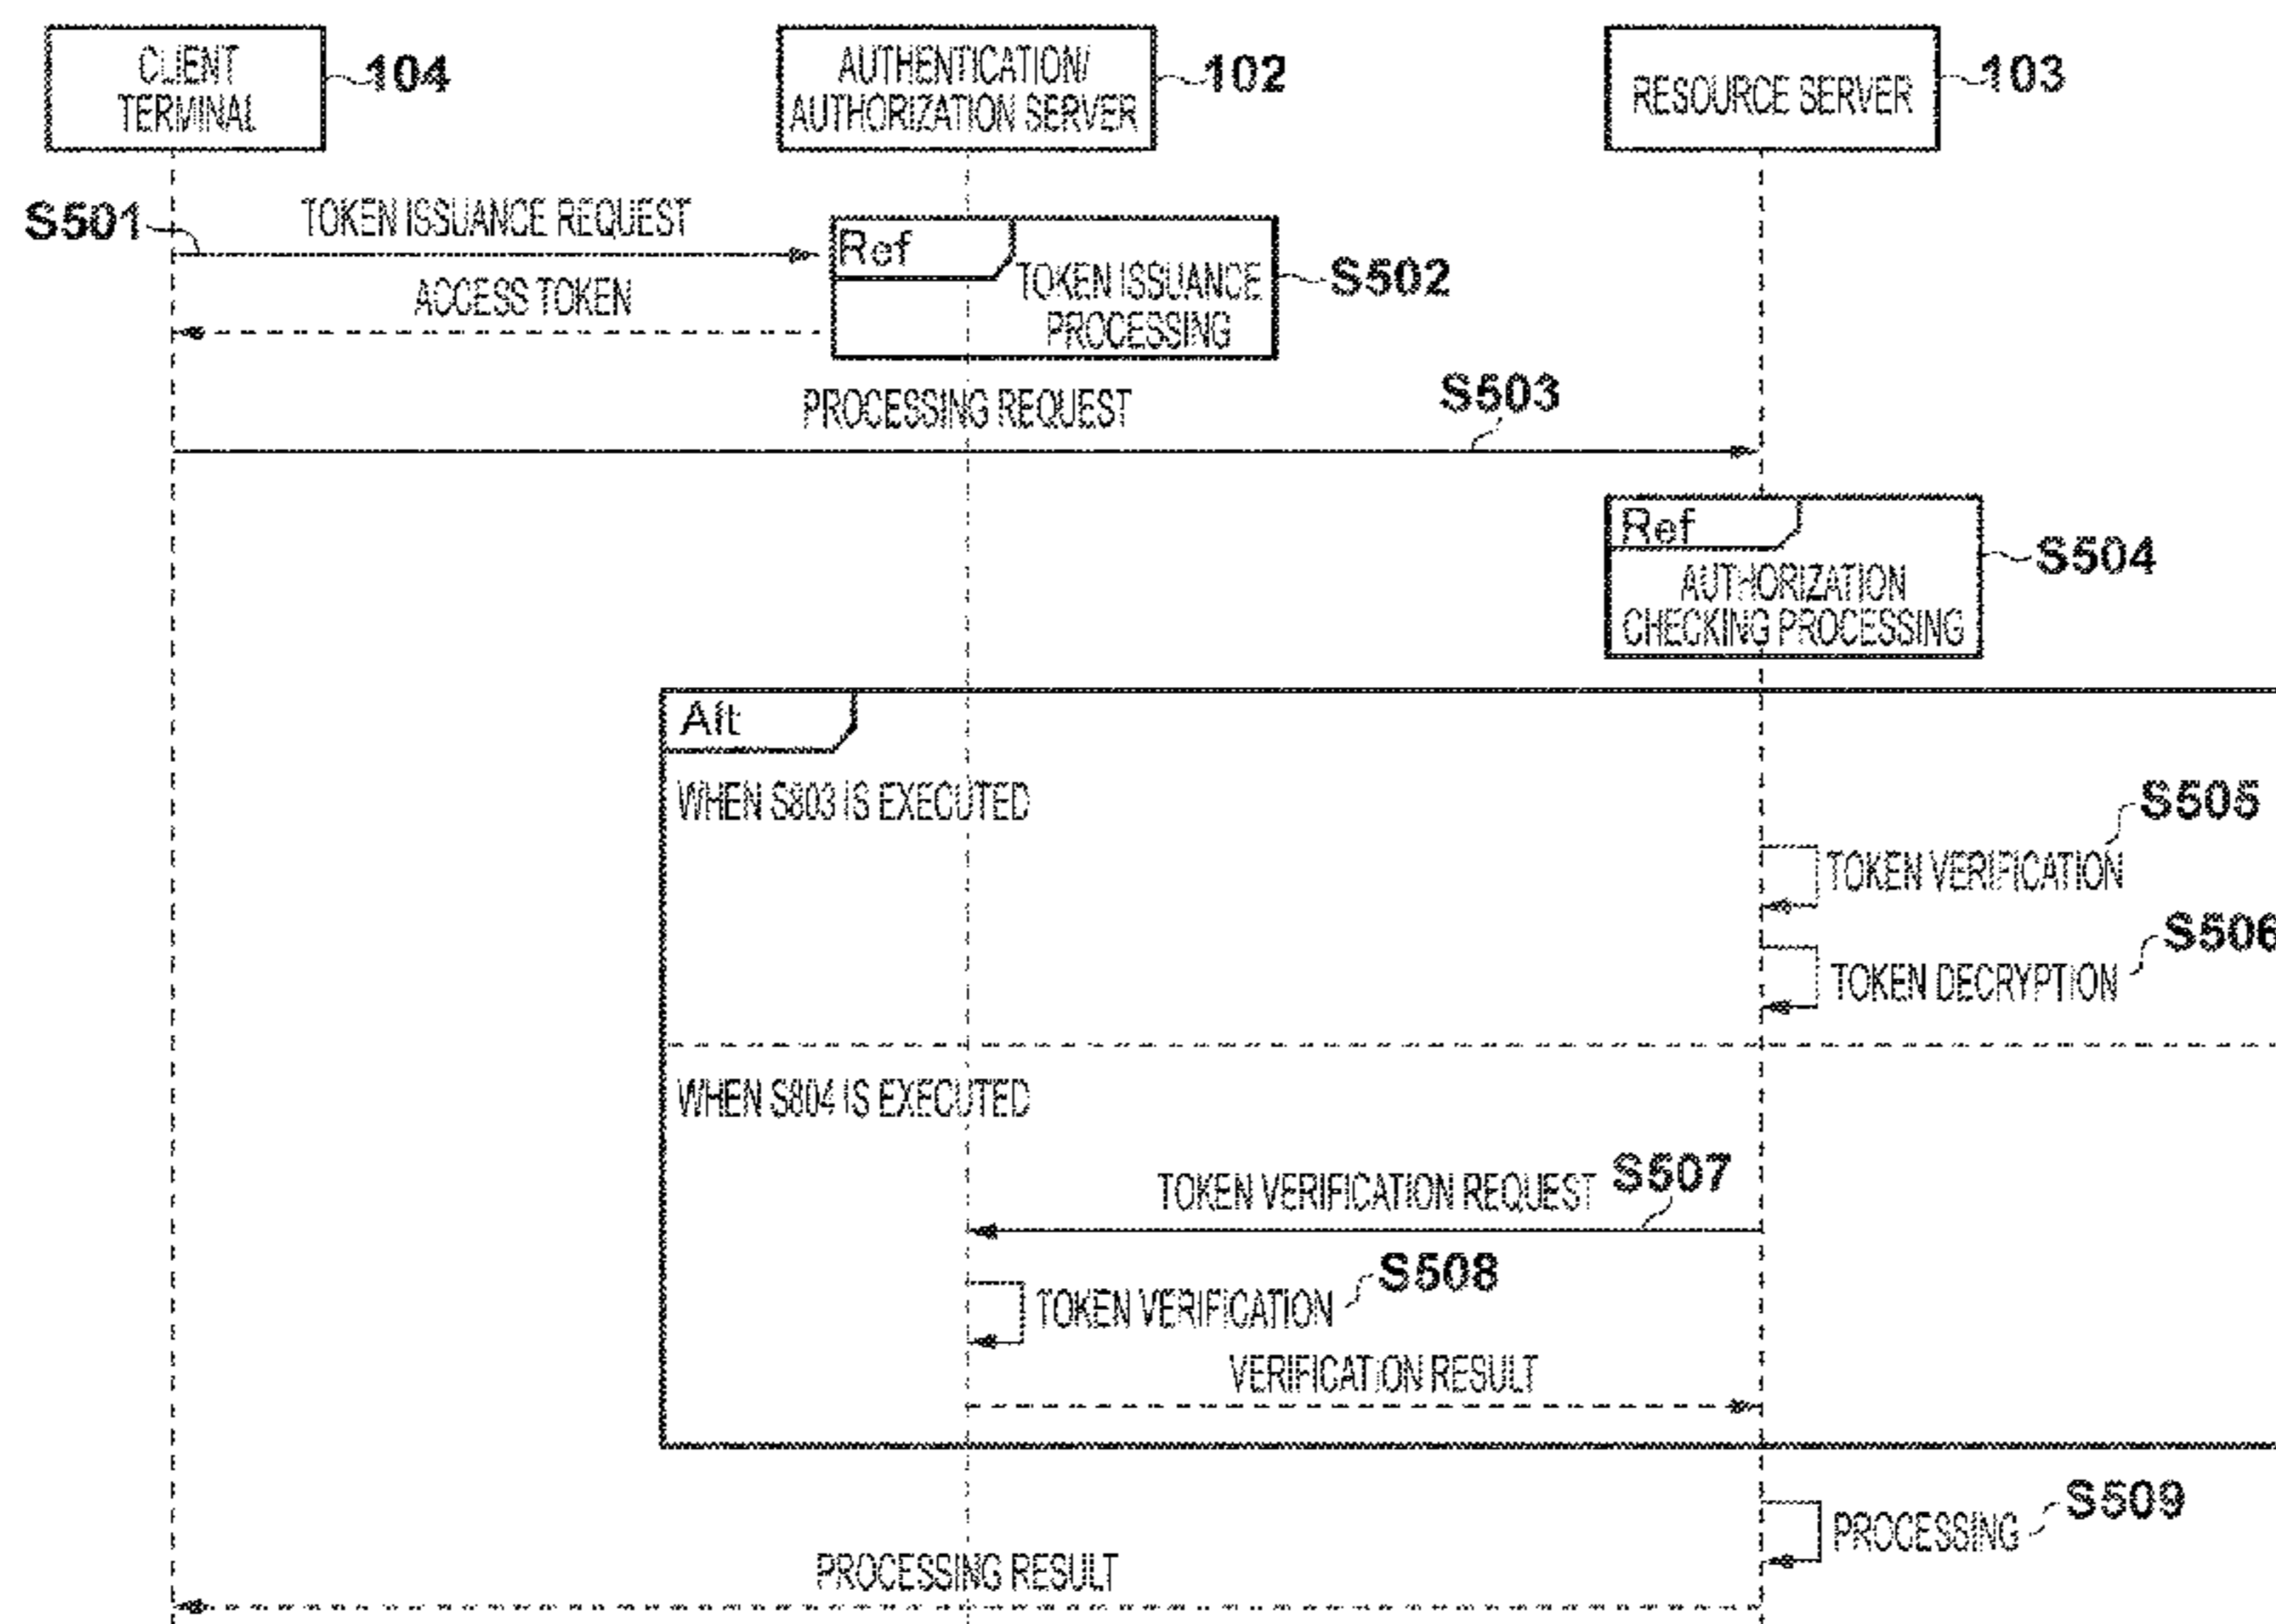 CLIENT
TERMINAL
104
AUTHENTICATION/
AUTHORIZATION SERVER
102
RESOURCE SERVER
103
S501
TOKEN ISSUANCE REQUEST
Ref
TOKEN ISSUANCE
PROCESSING
S502
ACCESS TOKEN
PROCESSING REQUEST
S503
Ref
AUTHORIZATION
CHECKING PROCESSING
S504
Alt
WHEN S803 IS EXECUTED
S505
TOKEN VERIFICATION
S506
TOKEN DECRYPTION
WHEN S804 IS EXECUTED
TOKEN VERIFICATION REQUEST
S507
S508
TOKEN VERIFICATION
VERIFICATION RESULT
S509
PROCESSING
PROCESSING RESULT